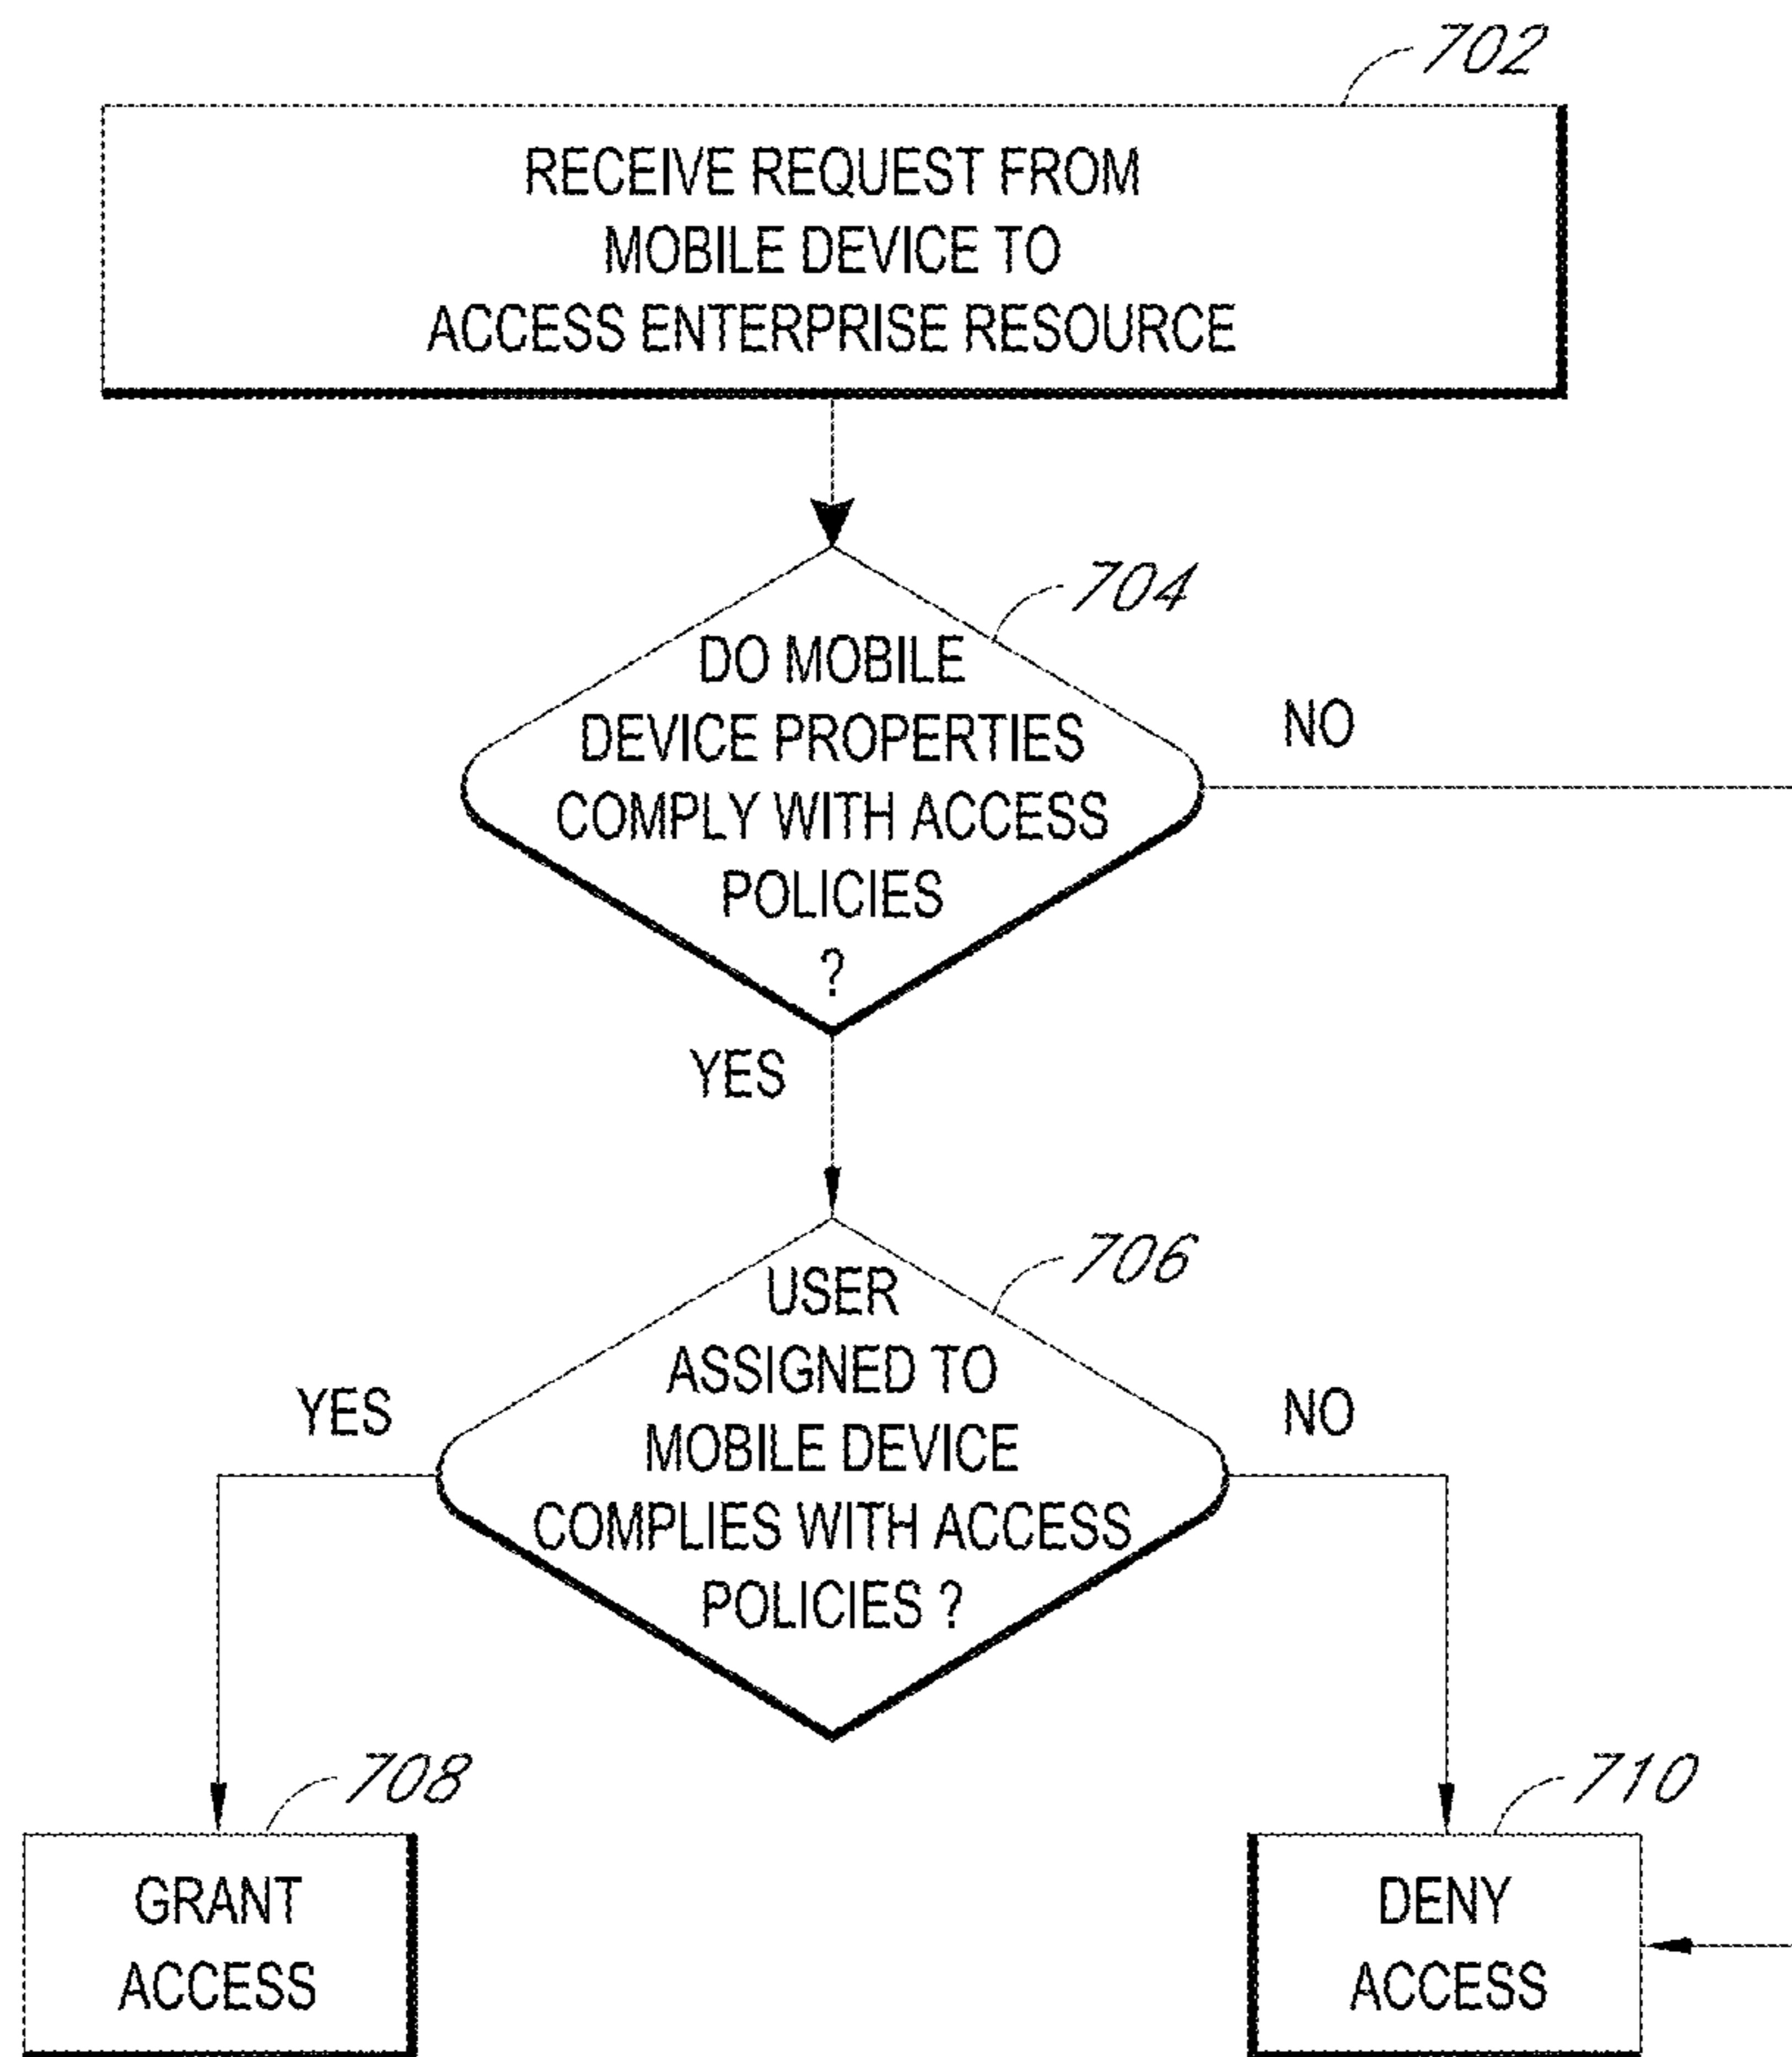 702
RECEIVE REQUEST FROM
MOBILE DEVICE TO
ACCESS ENTERPRISE RESOURCE
704
DO MOBILE
DEVICE PROPERTIES
COMPLY WITH ACCESS
POLICIES
?
NO
YES
706
USER
ASSIGNED TO
MOBILE DEVICE
COMPLIES WITH ACCESS
POLICIES ?
YES
NO
708
GRANT
ACCESS
710
DENY
ACCESS